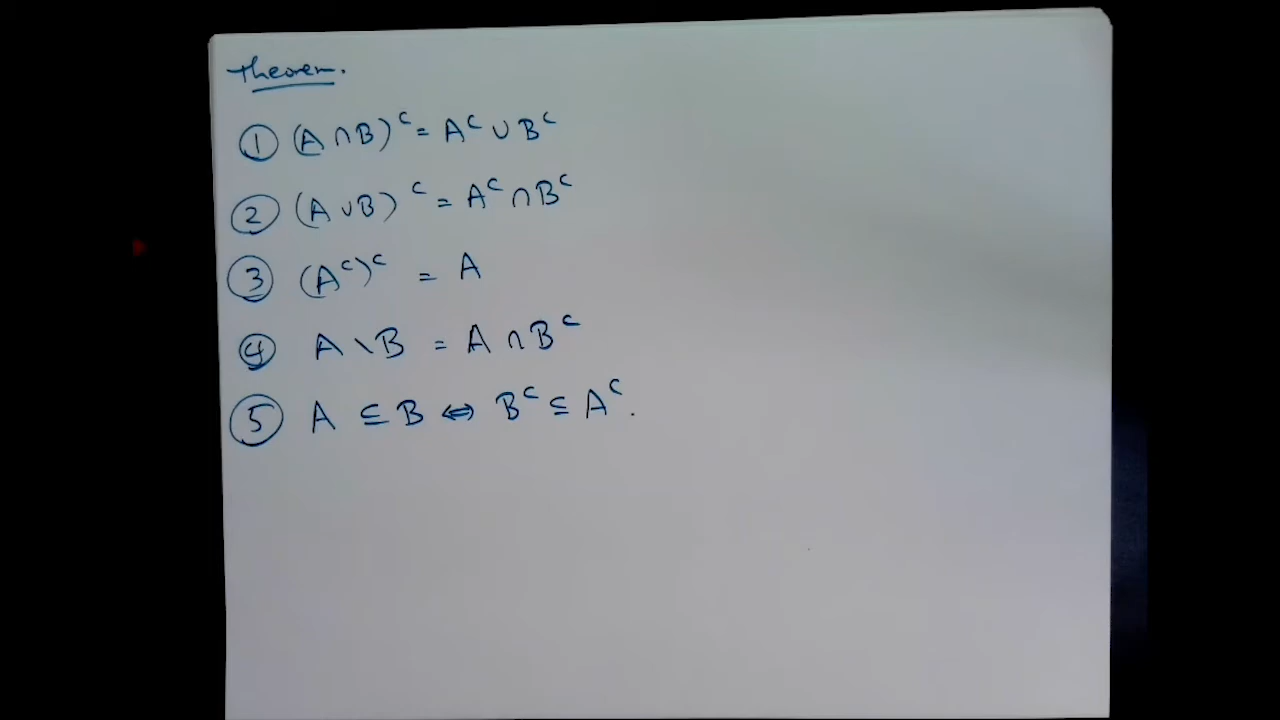 Theorem.
① (A ∩ B)ᶜ = Aᶜ ∪ Bᶜ
② (A ∪ B)ᶜ = Aᶜ ∩ Bᶜ
③ (Aᶜ)ᶜ = A
④ A \ B = A ∩ Bᶜ
⑤ A ⊆ B ⇔ Bᶜ ⊆ Aᶜ.